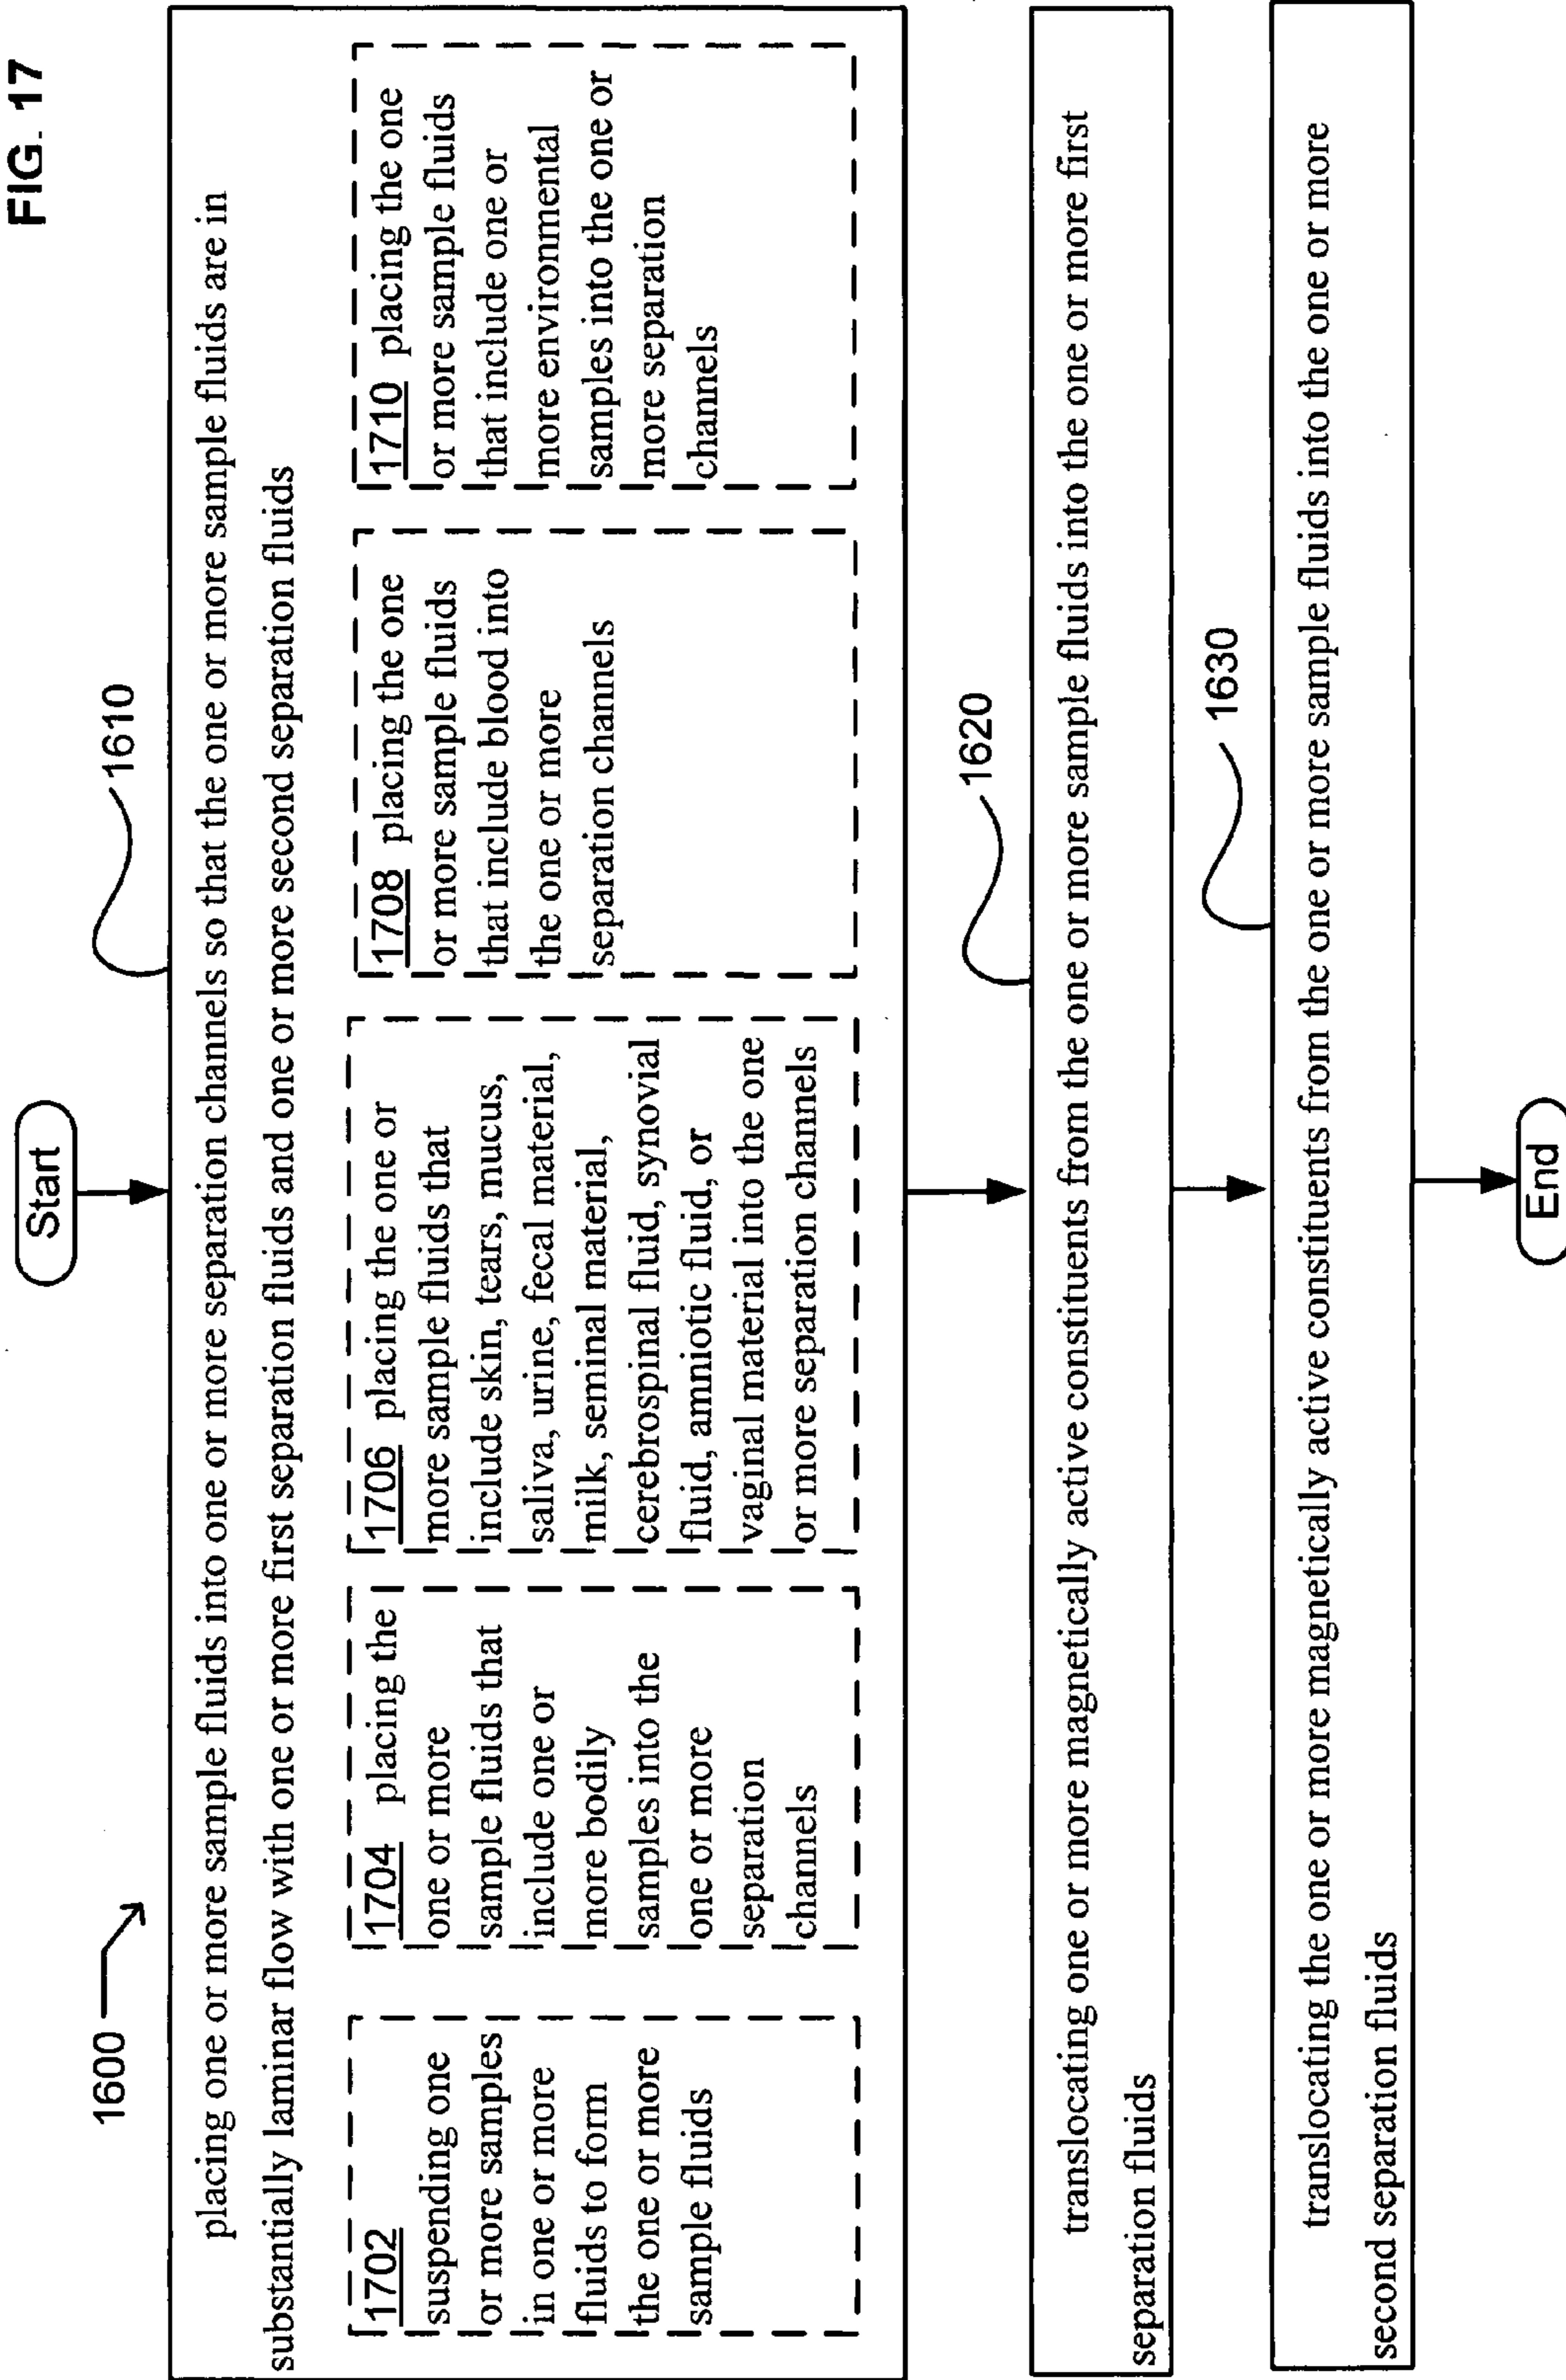 FIG. 17
1600
Start
1610
placing one or more sample fluids into one or more separation channels so that the one or more sample fluids are in
substantially laminar flow with one or more first separation fluids and one or more second separation fluids
1702
suspending one
or more samples
in one or more
fluids to form
the one or more
sample fluids
1704 placing the
one or more
sample fluids that
include one or
more bodily
samples into the
one or more
separation
channels
1706 placing the one or
more sample fluids that
include skin, tears, mucus,
saliva, urine, fecal material,
milk, seminal material,
cerebrospinal fluid, synovial
fluid, amniotic fluid, or
vaginal material into the one
or more separation channels
1708 placing the one
or more sample fluids
that include blood into
the one or more
separation channels
1710 placing the one
or more sample fluids
that include one or
more environmental
samples into the one or
more separation
channels
1620
translocating one or more magnetically active constituents from the one or more sample fluids into the one or more first
separation fluids
1630
translocating the one or more magnetically active constituents from the one or more sample fluids into the one or more
second separation fluids
End